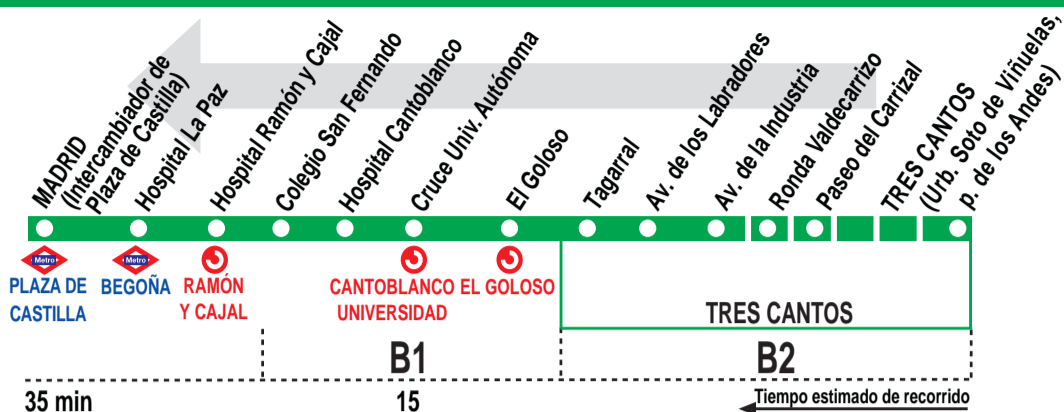 MADRID
(Intercambiador de
Plaza de Castilla)
Hospital La Paz
Hospital Ramón y Cajal
Colegio San Fernando
Hospital Cantoblanco
Cruce Univ. Autónoma
El Goloso
Tagarral
Av. de los Labradores
Av. de la Industria
Ronda Valdecarrizo
Paseo del Carrizal
TRES CANTOS
(Urb. Soto de Viñuelas,
p. de los Andes)
Metro
PLAZA DE
CASTILLA
Metro
BEGOÑA
RAMÓN
Y CAJAL
CANTOBLANCO
UNIVERSIDAD
EL GOLOSO
TRES CANTOS
B1
B2
35 min
15
Tiempo estimado de recorrido